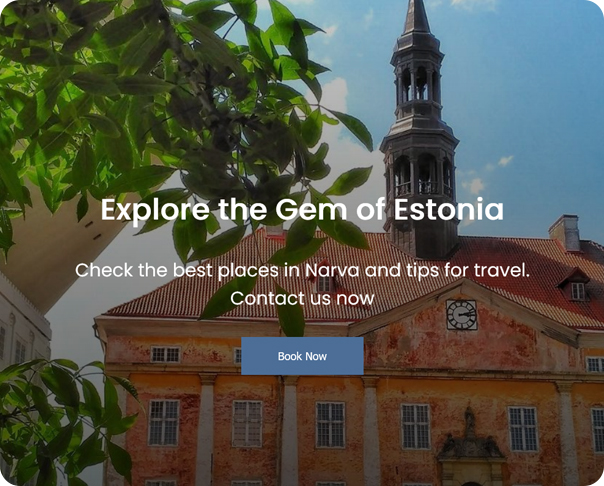 Explore the Gem of Estonia
Check the best places in Narva and tips for travel.
Contact us now
Book Now